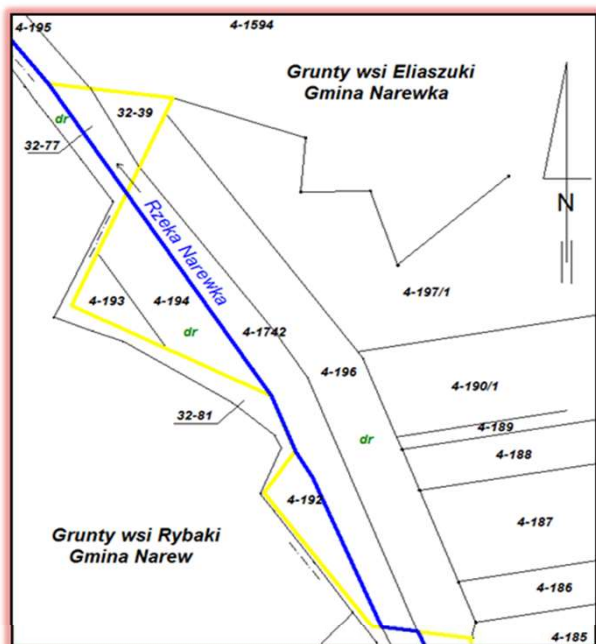 4-195
4-1594
Grunty wsi Eliaszuki
Gmina Narewka
32-39
dr
32-77
N
Rzeka Narewka
4-197/1
4-193
4-194
dr
4-1742
4-196
4-190/1
32-81
4-189
dr
4-188
4-192
4-187
Grunty wsi Rybaki
Gmina Narew
4-186
4-185